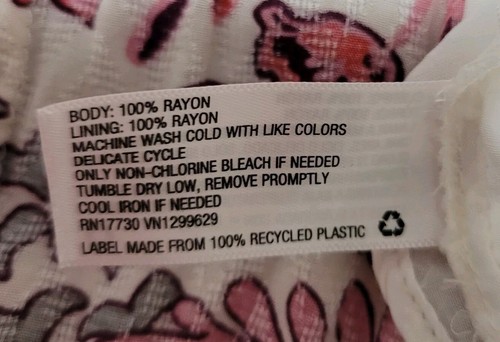 BODY: 100% RAYON
LINING: 100% RAYON
MACHINE WASH COLD WITH LIKE COLORS
DELICATE CYCLE
ONLY NON-CHLORINE BLEACH IF NEEDED
TUMBLE DRY LOW, REMOVE PROMPTLY
COOL IRON IF NEEDED
RN17730 VN1299629
LABEL MADE FROM 100% RECYCLED PLASTIC